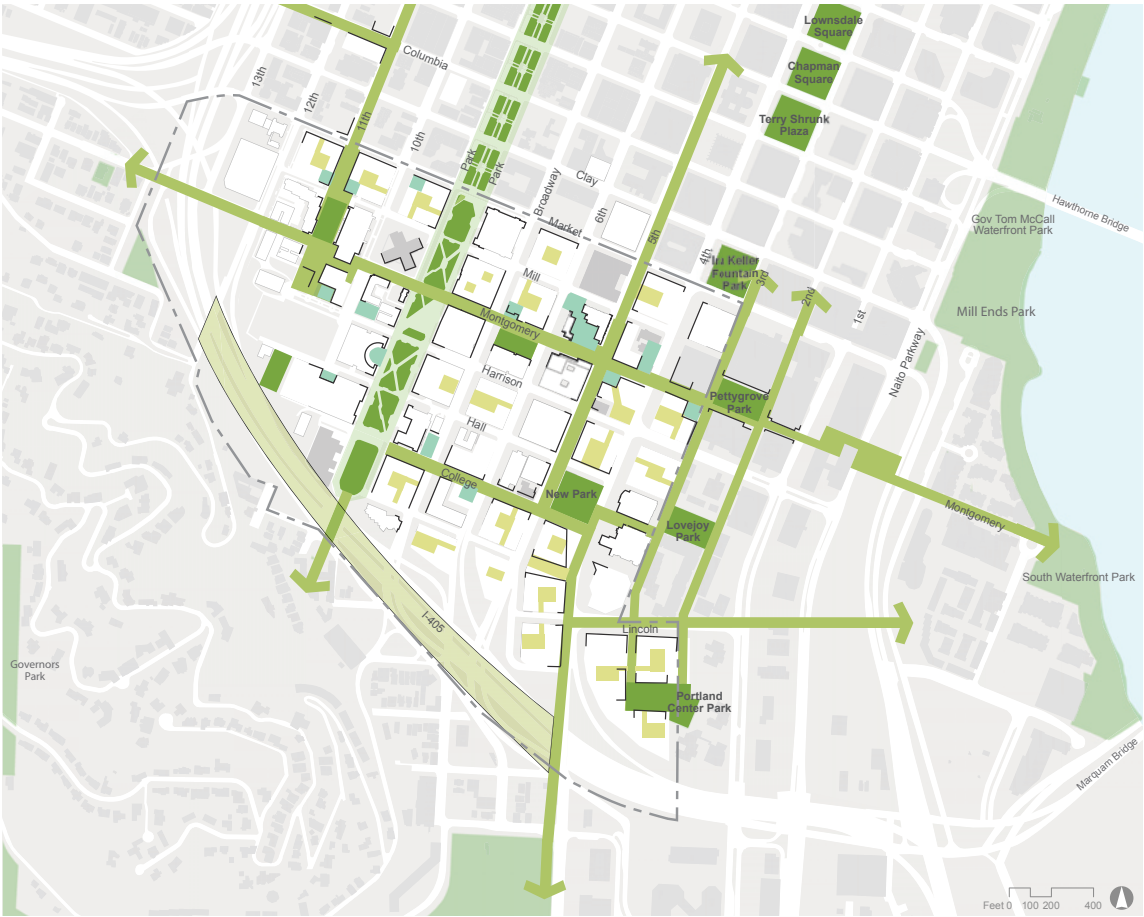 Lownsdale
Square
Columbia
Chapman
Square
13th
12th
11th
Terry Shrunk
Plaza
10th
Park
Park
Clay
Broadway
Hawthorne Bridge
6th
Market
Gov Tom McCall
Waterfront Park
5th
4th
Ira Keller
Fountain
Park
3rd
Mill
2nd
Mill Ends Park
1st
Montgomery
Naito Parkway
Harrison
Pettygrove
Park
Hall
College
New Park
Montgomery
Lovejoy
Park
South Waterfront Park
I-405
Lincoln
Governors
Park
Portland
Center Park
Marquam Bridge
Feet 0 100 200 400